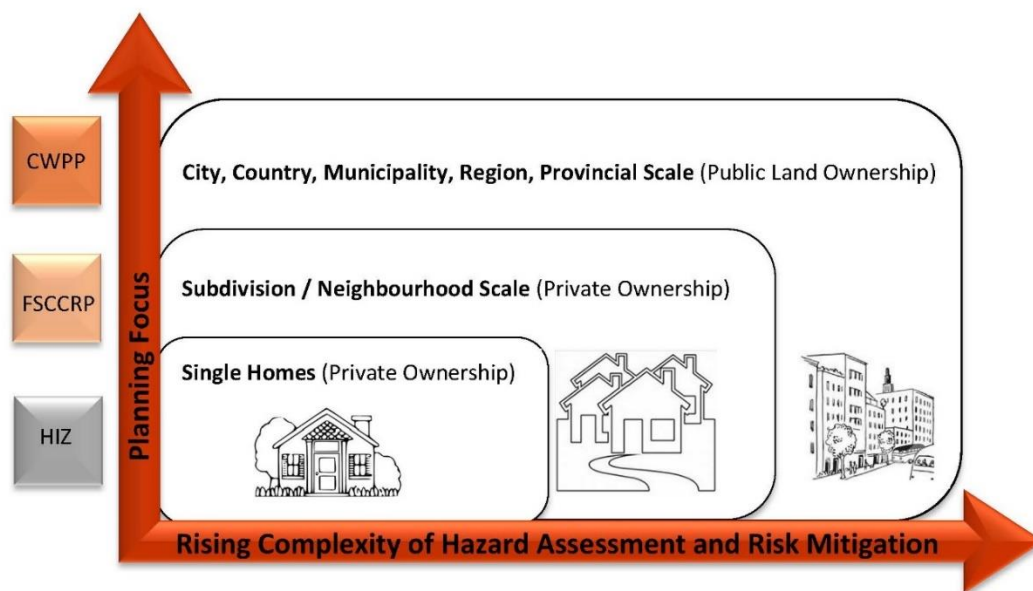 CWPP
City, Country, Municipality, Region, Provincial Scale (Public Land Ownership)
FSCCRP
Subdivision / Neighbourhood Scale (Private Ownership)
HIZ
Single Homes (Private Ownership)
Planning Focus
Rising Complexity of Hazard Assessment and Risk Mitigation